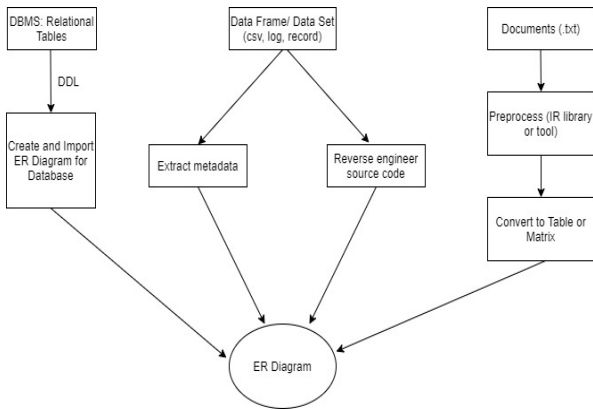 DBMS: Relational
Tables
Data Frame/ Data Set
(csv, log, record)
Documents (.txt)
DDL
Create and Import
ER Diagram for
Database
Extract metadata
Reverse engineer
source code
Preprocess (IR library
or tool)
Convert to Table or
Matrix
ER Diagram